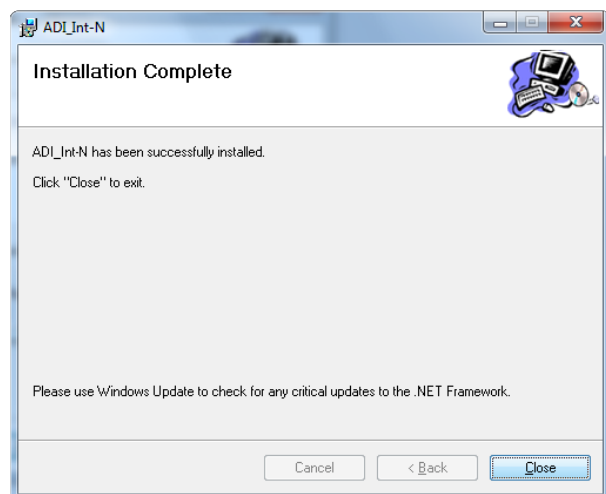 ADI_Int-N
Installation Complete
ADI_Int-N has been successfully installed.
Click "Close" to exit.
Please use Windows Update to check for any critical updates to the .NET Framework.
Cancel
< Back
Close